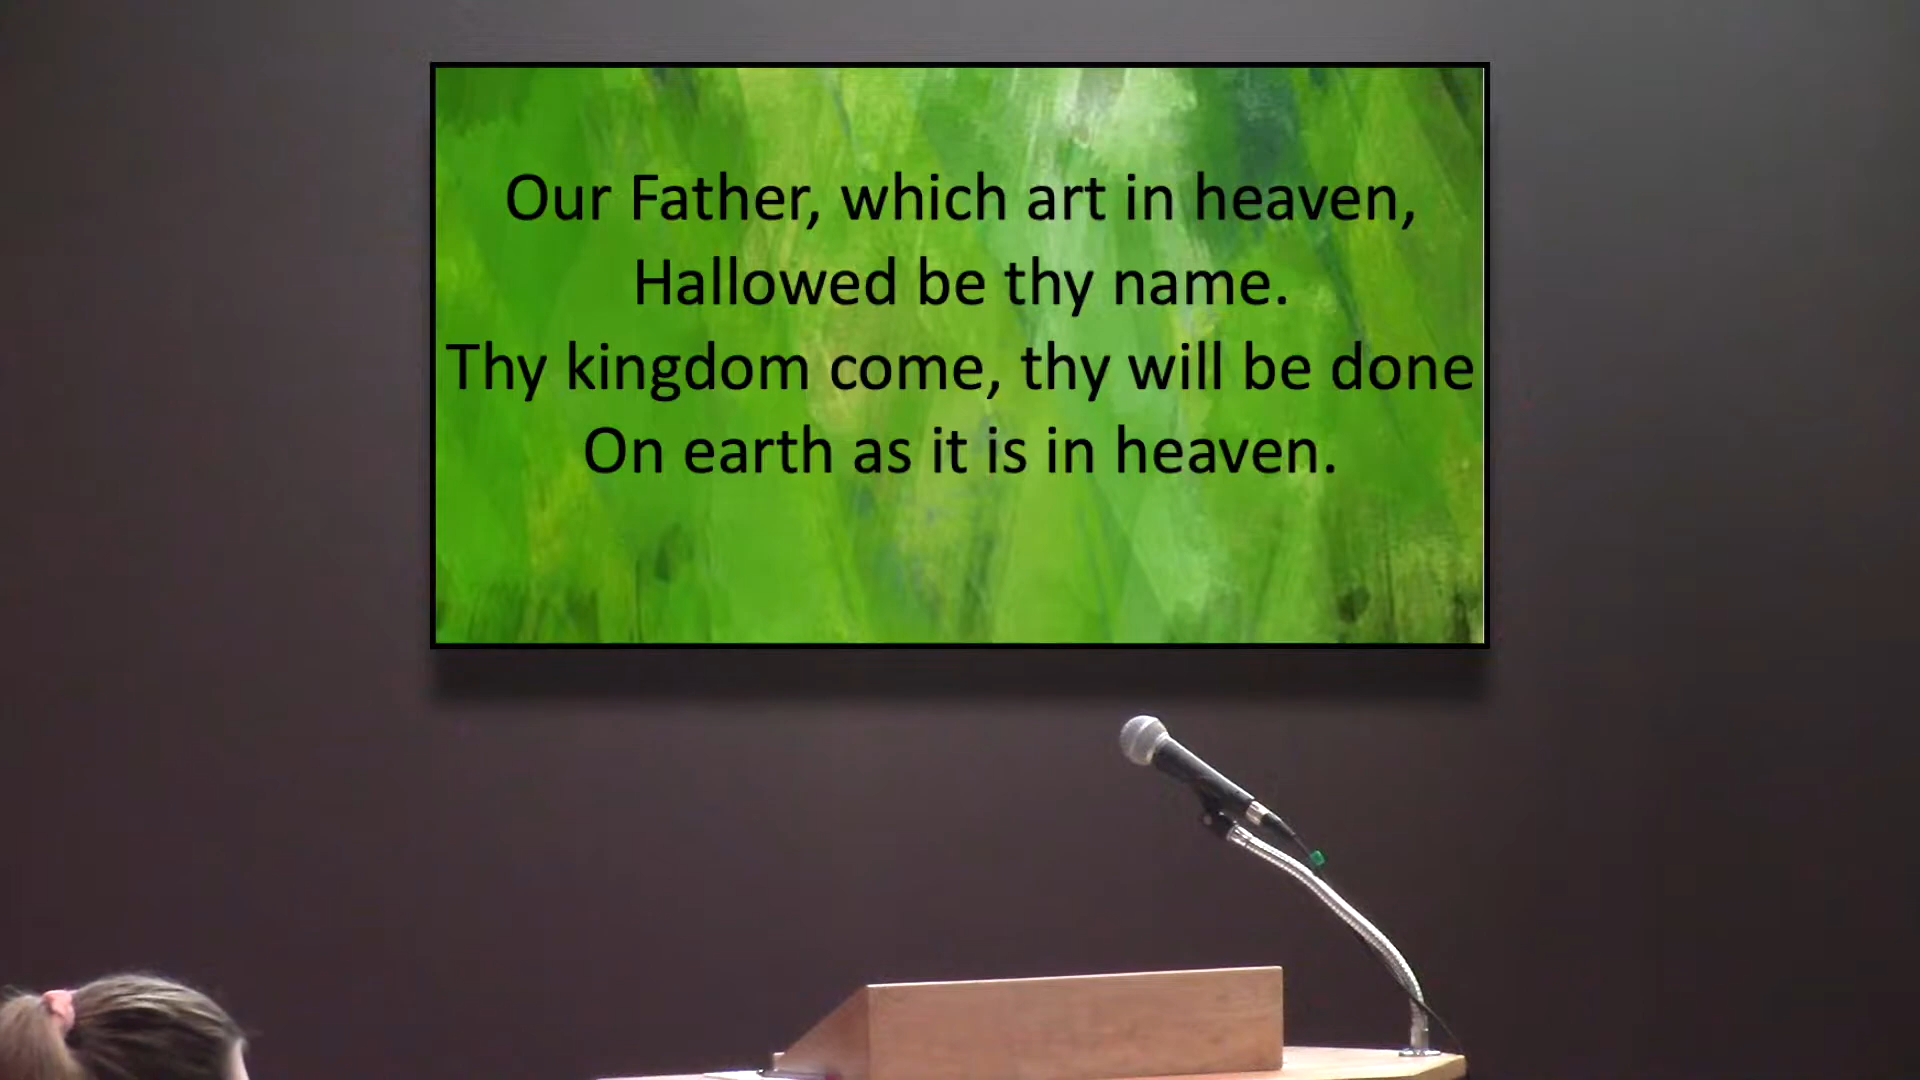 Our Father, which art in heaven,
Hallowed be thy name.
Thy kingdom come, thy will be done
On earth as it is in heaven.